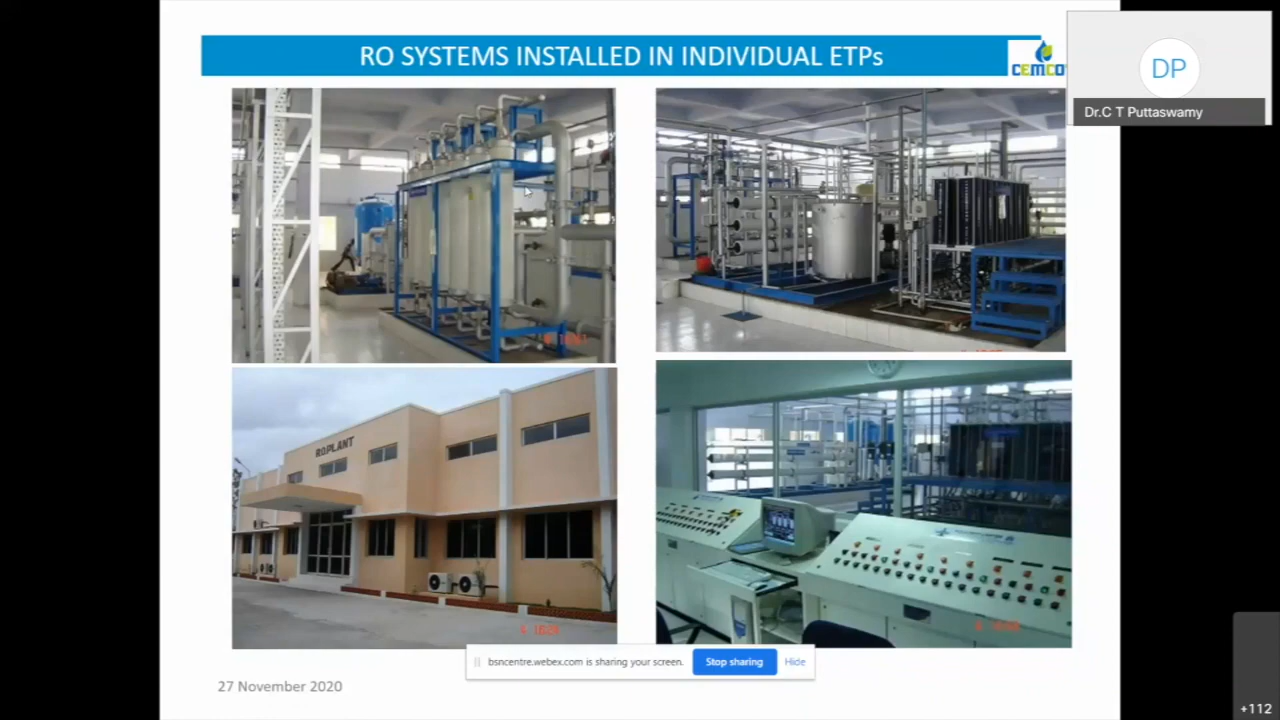 RO SYSTEMS INSTALLED IN INDIVIDUAL ETPs
CEMCO
DP
Dr.C T Puttaswamy
R.O.PLANT
bsncentre.webex.com is sharing your screen.
Stop sharing
Hide
27 November 2020
+112